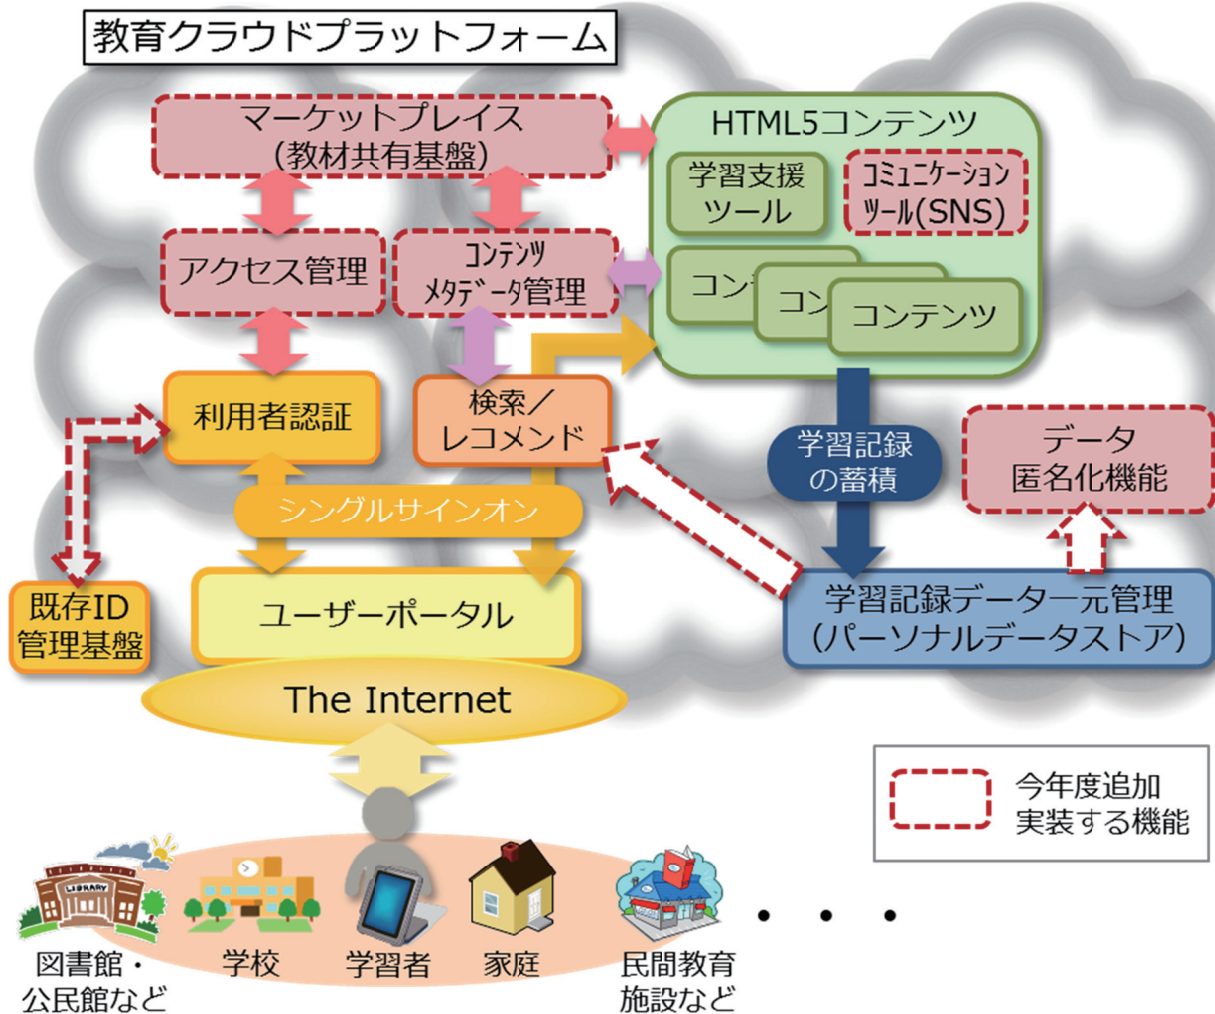 教育クラウドプラットフォーム
マーケットプレイス
(教材共有基盤)
HTML5コンテンツ
学習支援
ツール
コミュニケーション
ツール(SNS)
アクセス管理
コンテンツ
メタデータ管理
コンテ
コ
コンテンツ
利用者認証
検索／
レコメンド
学習記録
の蓄積
データ
匿名化機能
シングルサインオン
既存ID
管理基盤
ユーザーポータル
学習記録データ一元管理
(パーソナルデータストア)
The Internet
今年度追加
実装する機能
LIBRARY
図書館・
公民館など
学校
学習者
家庭
民間教育
施設など
・・・